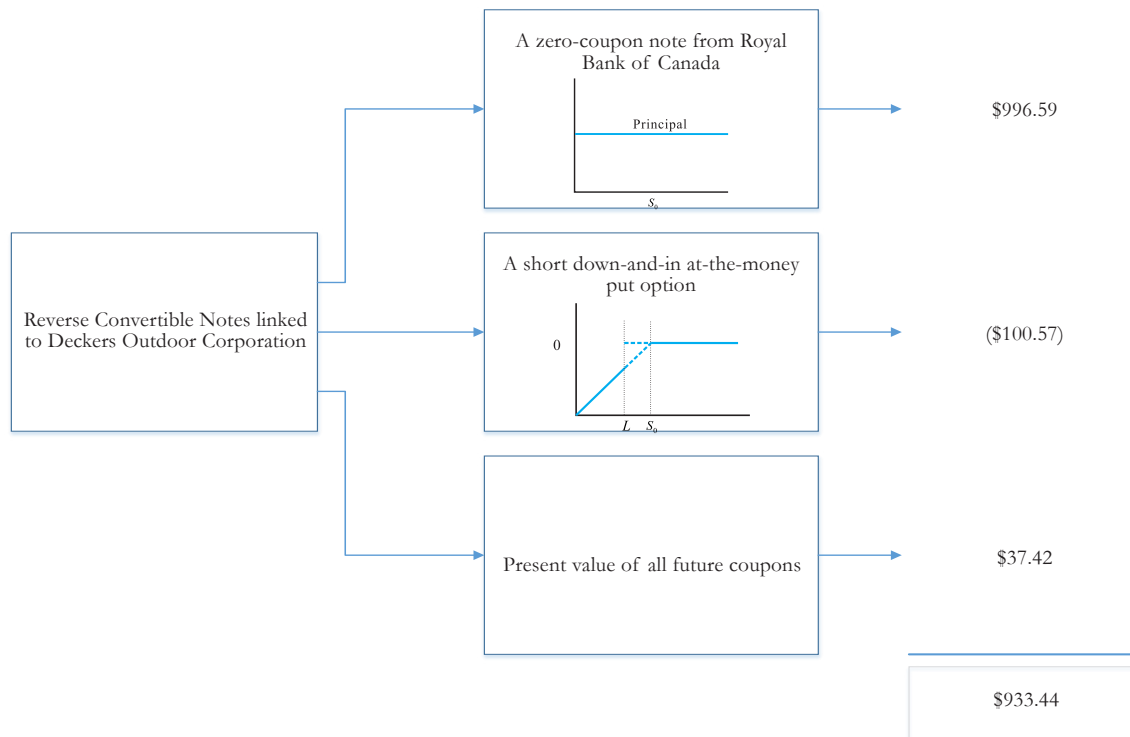 A zero-coupon note from Royal
Bank of Canada
Principal
S₀
$996.59
Reverse Convertible Notes linked
to Deckers Outdoor Corporation
A short down-and-in at-the-money
put option
0
L S₀
($100.57)
Present value of all future coupons
$37.42
$933.44